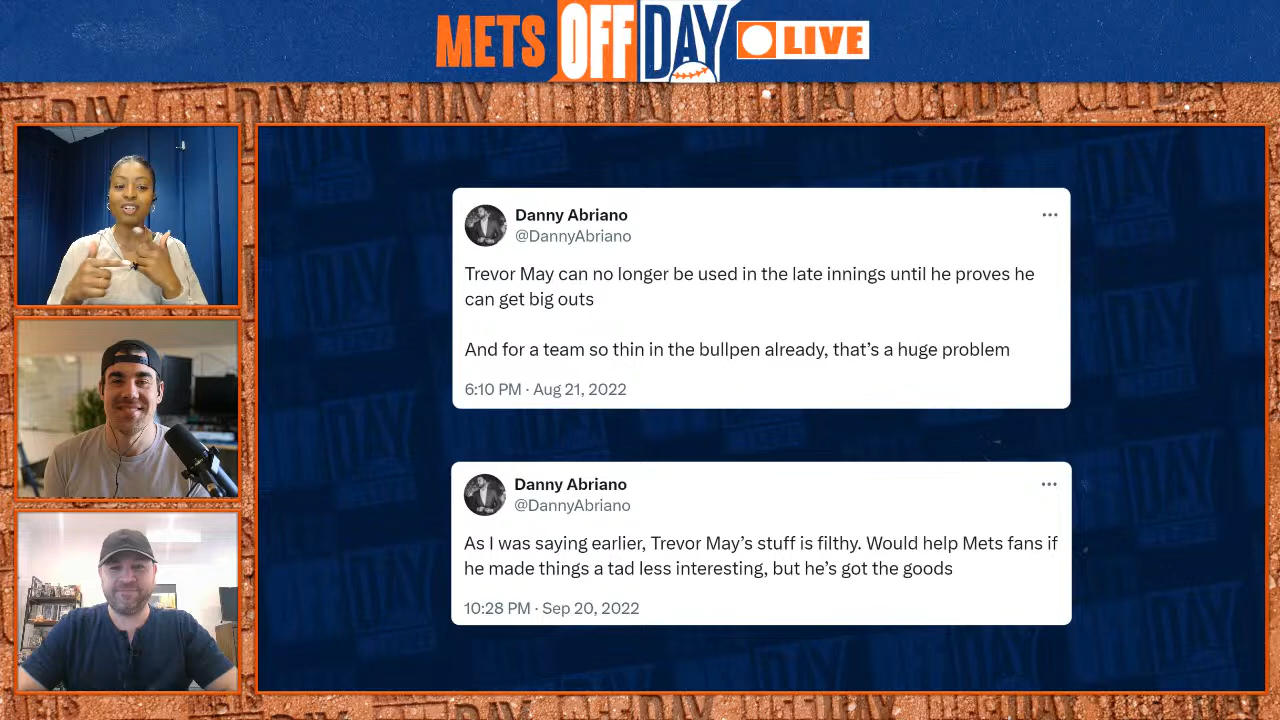 METS OFF DAY LIVE
Danny Abriano
@DannyAbriano
Trevor May can no longer be used in the late innings until he proves he
can get big outs
And for a team so thin in the bullpen already, that’s a huge problem
6:10 PM · Aug 21, 2022
Danny Abriano
@DannyAbriano
As I was saying earlier, Trevor May’s stuff is filthy. Would help Mets fans if
he made things a tad less interesting, but he’s got the goods
10:28 PM · Sep 20, 2022